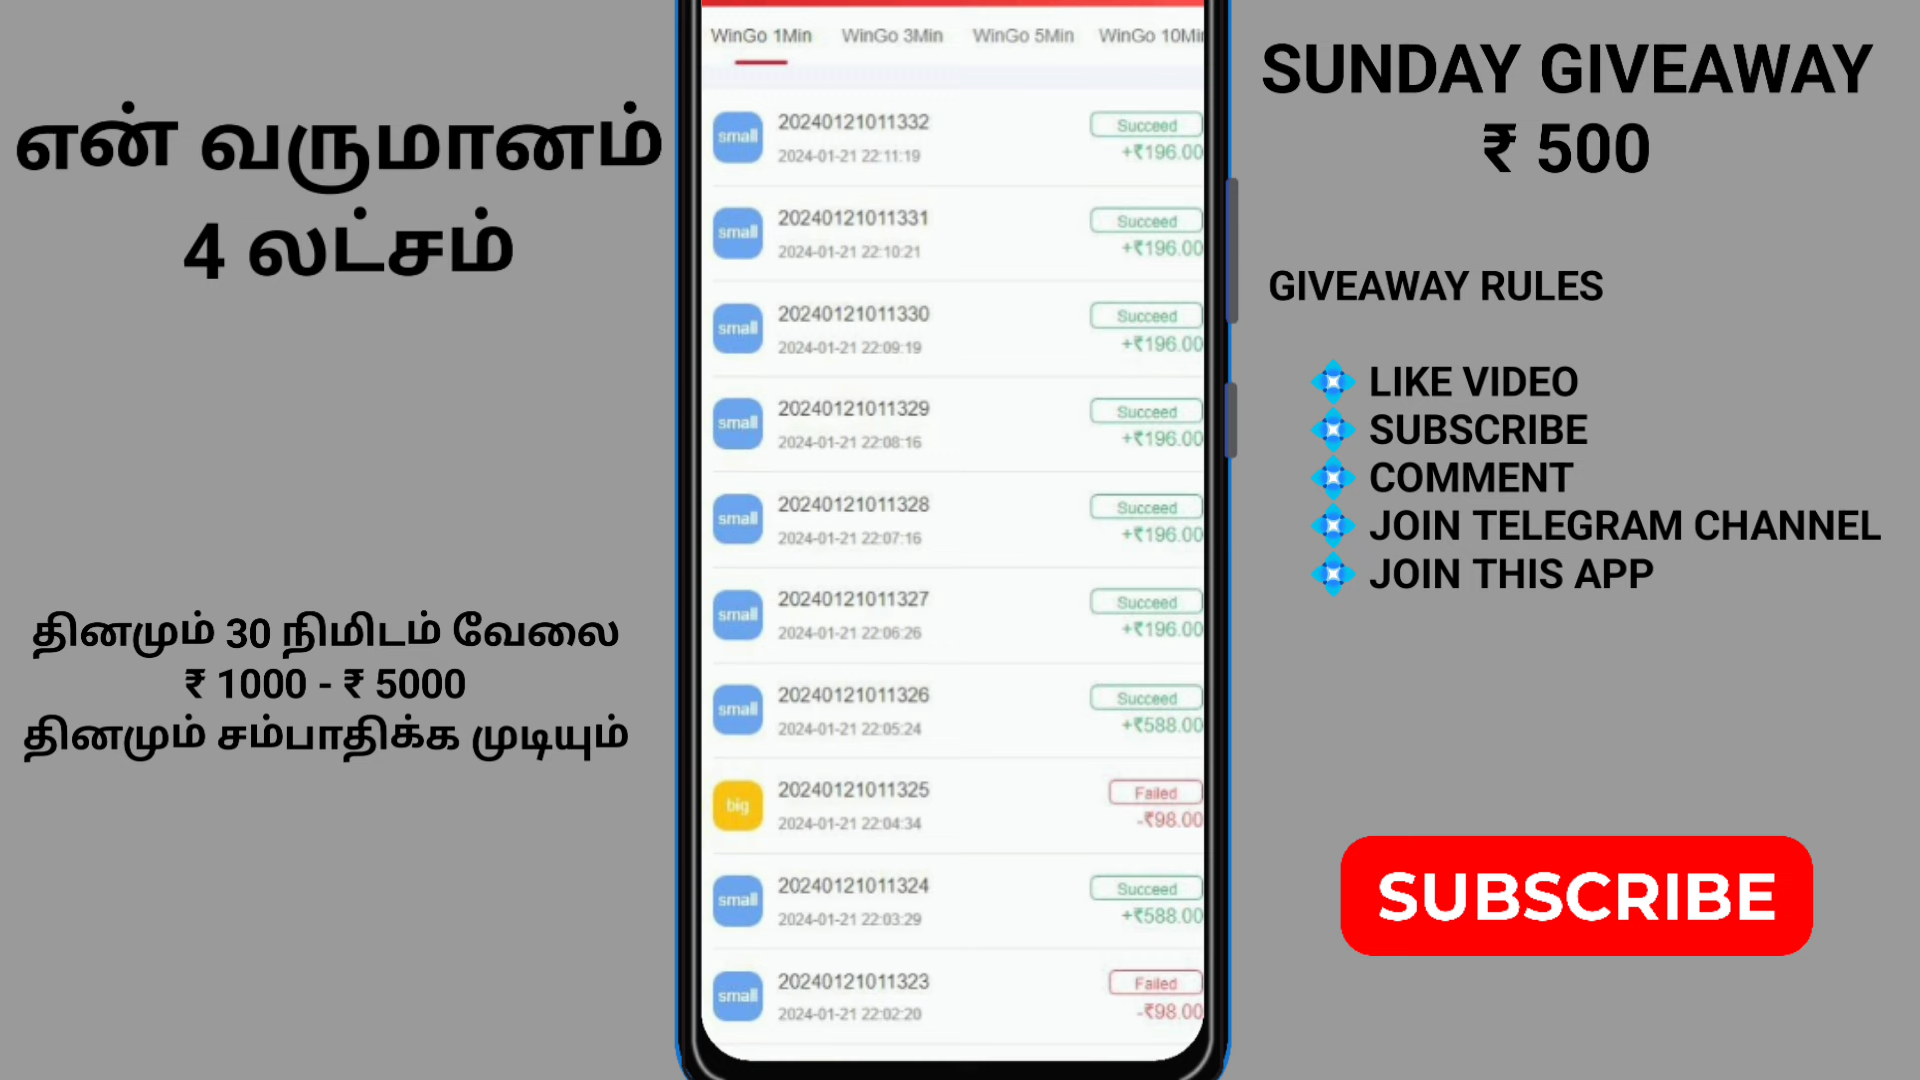 என் வருமானம்
4 லட்சம்
தினமும் 30 நிமிடம் வேலை
₹ 1000 - ₹ 5000
தினமும் சம்பாதிக்க முடியும்
WinGo 1Min WinGo 3Min WinGo 5Min WinGo 10Min
small 20240121011332 Succeed
2024-01-21 22:11:19 +₹196.00
small 20240121011331 Succeed
2024-01-21 22:10:21 +₹196.00
small 20240121011330 Succeed
2024-01-21 22:09:19 +₹196.00
small 20240121011329 Succeed
2024-01-21 22:08:16 +₹196.00
small 20240121011328 Succeed
2024-01-21 22:07:16 +₹196.00
small 20240121011327 Succeed
2024-01-21 22:06:26 +₹196.00
small 20240121011326 Succeed
2024-01-21 22:05:24 +₹588.00
big 20240121011325 Failed
2024-01-21 22:04:34 -₹98.00
small 20240121011324 Succeed
2024-01-21 22:03:29 +₹588.00
small 20240121011323 Failed
2024-01-21 22:02:20 -₹98.00
SUNDAY GIVEAWAY
₹ 500
GIVEAWAY RULES
LIKE VIDEO
SUBSCRIBE
COMMENT
JOIN TELEGRAM CHANNEL
JOIN THIS APP
SUBSCRIBE